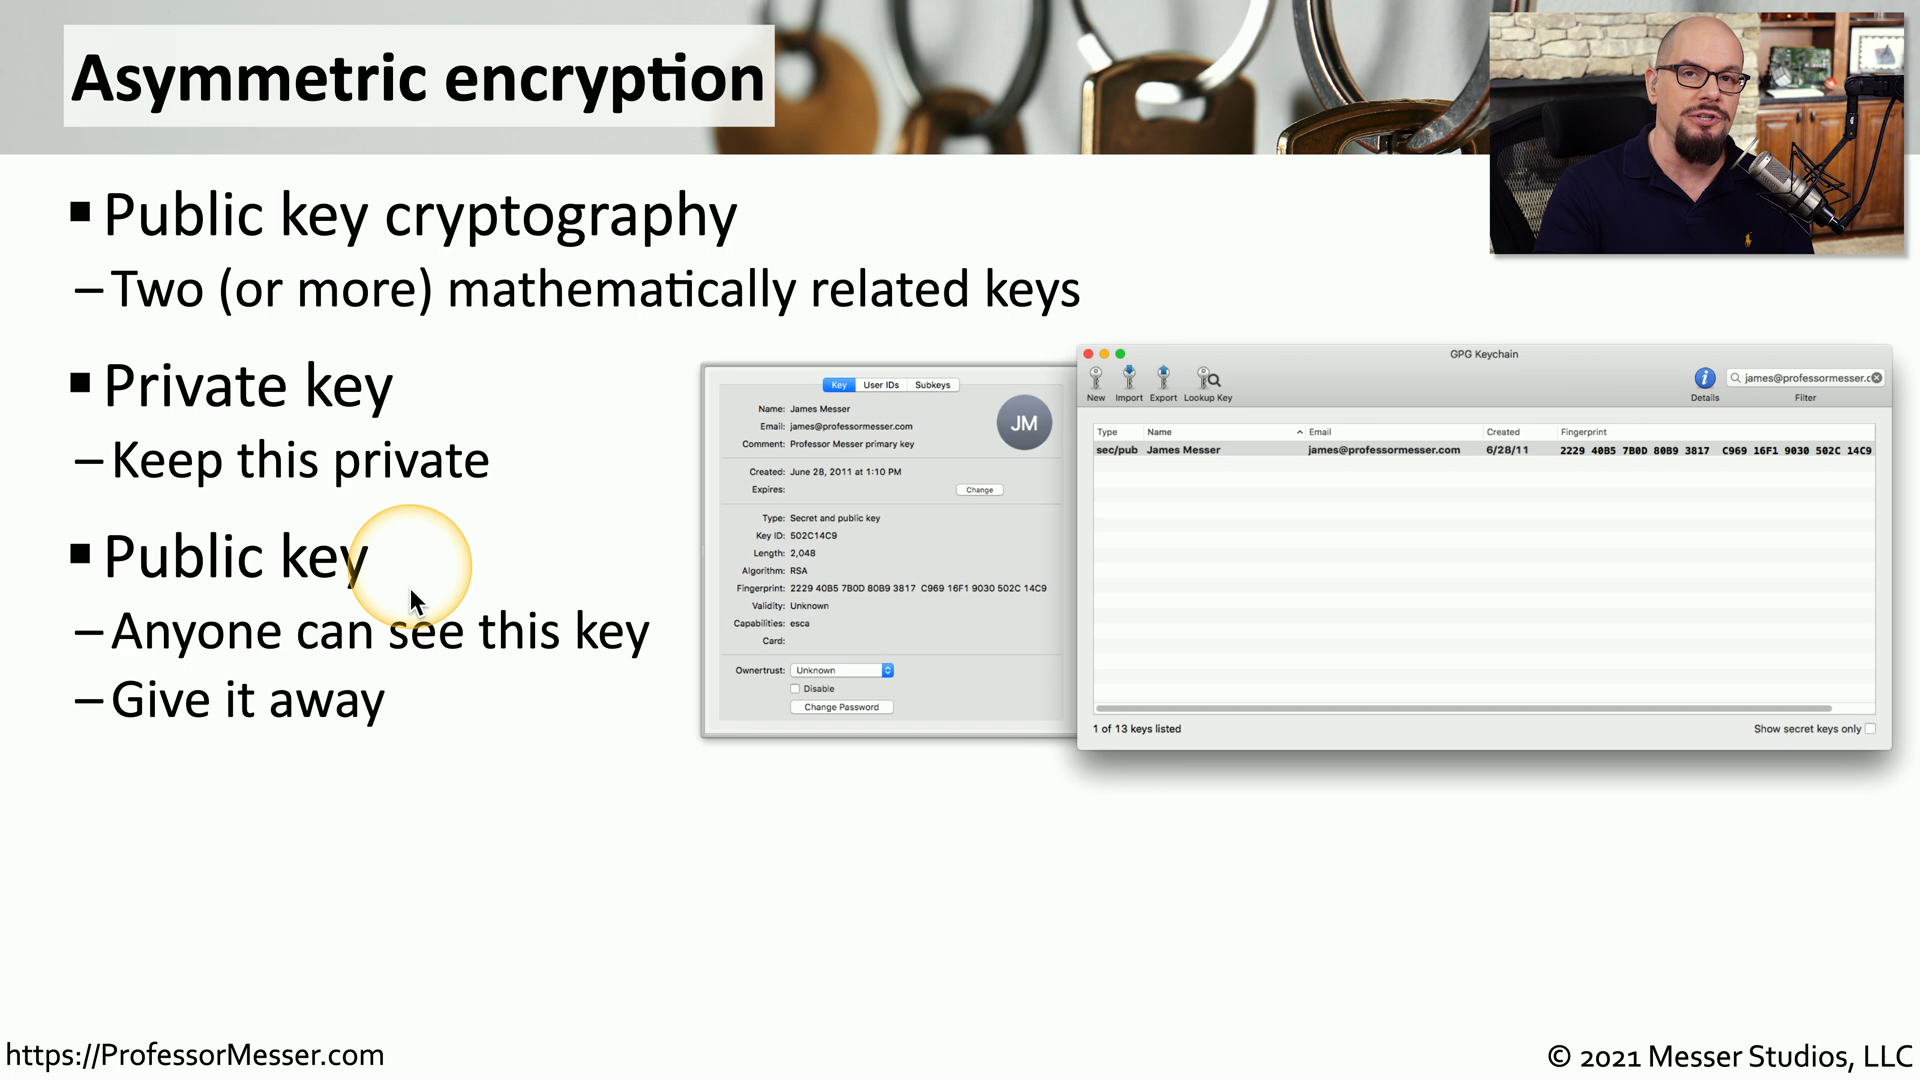 Asymmetric encryption
▪ Public key cryptography
– Two (or more) mathematically related keys
▪ Private key
– Keep this private
▪ Public key
– Anyone can see this key
– Give it away
Key User IDs Subkeys
Name: James Messer
Email: james@professormesser.com
Comment: Professor Messer primary key
JM
Created: June 28, 2011 at 1:10 PM
Expires:
Change
Type: Secret and public key
Key ID: 502C14C9
Length: 2,048
Algorithm: RSA
Fingerprint: 2229 40B5 7B0D 80B9 3817 C969 16F1 9030 502C 14C9
Validity: Unknown
Capabilities: esca
Card:
Ownertrust: Unknown
Disable
Change Password
GPG Keychain
New Import Export Lookup Key
Details
james@professormesser.c
Filter
Type Name Email Created Fingerprint
sec/pub James Messer james@professormesser.com 6/28/11 2229 40B5 7B0D 80B9 3817 C969 16F1 9030 502C 14C9
1 of 13 keys listed
Show secret keys only
https://ProfessorMesser.com
© 2021 Messer Studios, LLC